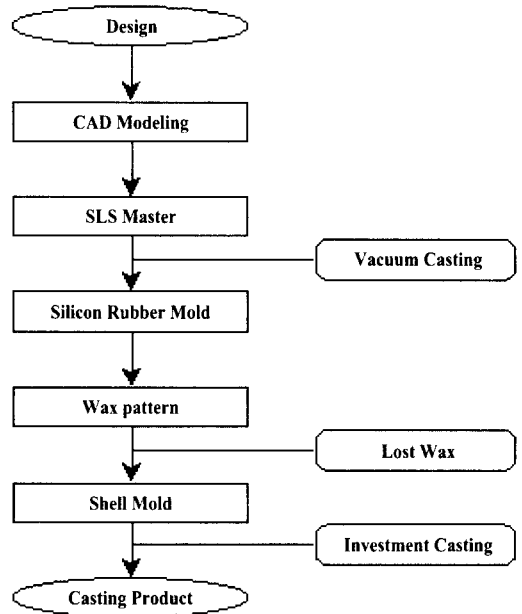 Design
CAD Modeling
SLS Master
Vacuum Casting
Silicon Rubber Mold
Wax pattern
Lost Wax
Shell Mold
Investment Casting
Casting Product